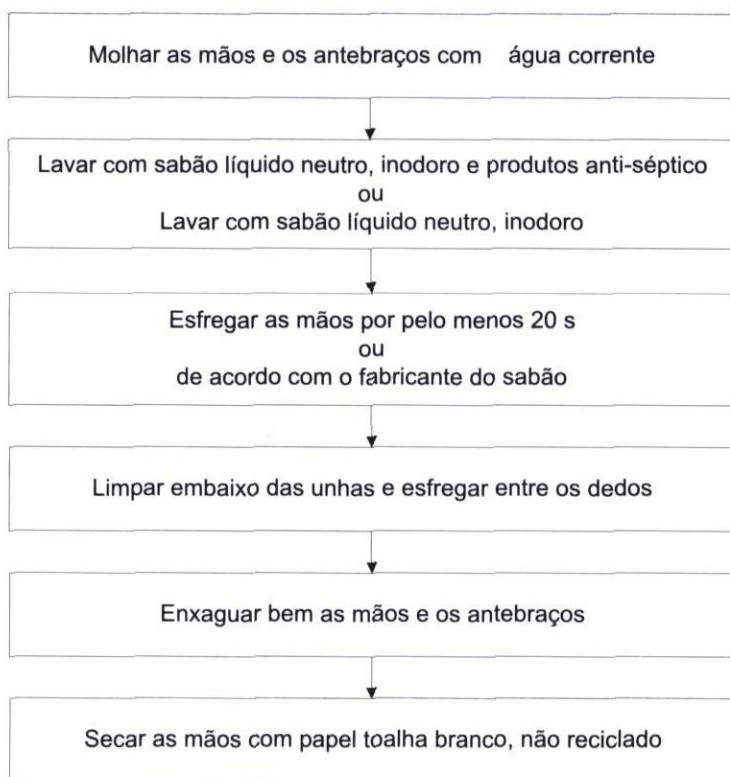 Molhar as mãos e os antebraços com água corrente
Lavar com sabão líquido neutro, inodoro e produtos anti-séptico
ou
Lavar com sabão líquido neutro, inodoro
Esfregar as mãos por pelo menos 20 s
ou
de acordo com o fabricante do sabão
Limpar embaixo das unhas e esfregar entre os dedos
Enxaguar bem as mãos e os antebraços
Secar as mãos com papel toalha branco, não reciclado